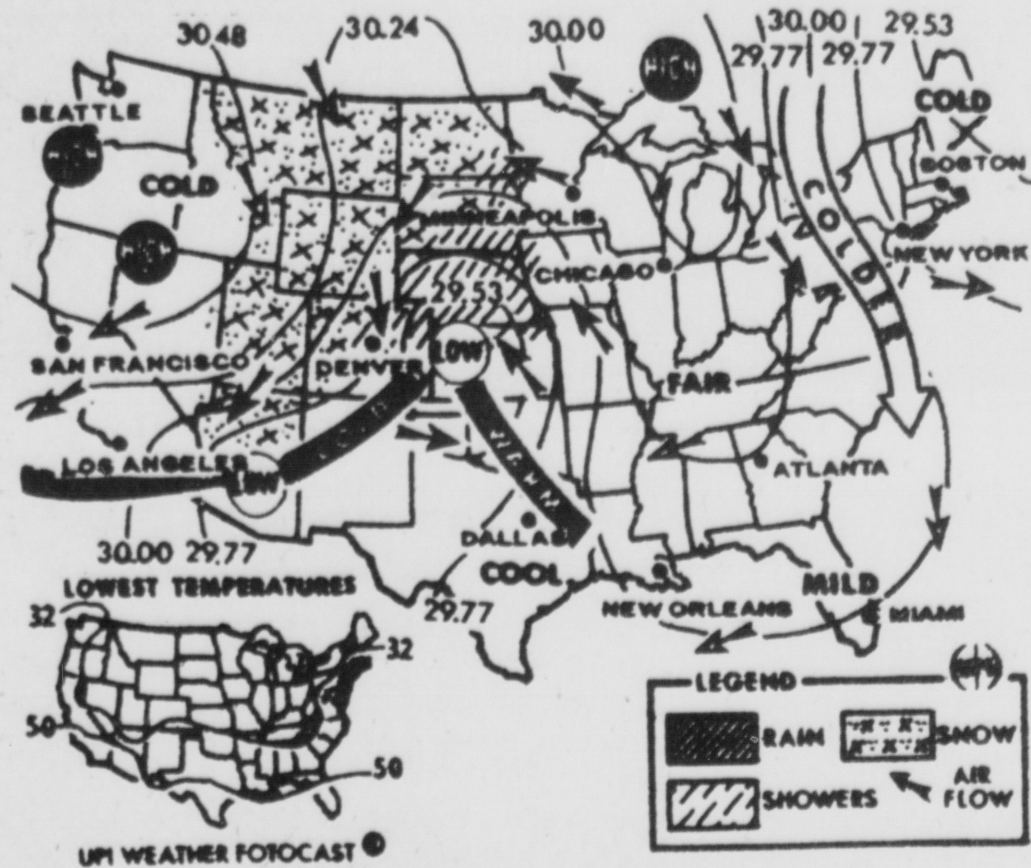 30.48
30.24
30.00
30.00
29.53
29.77
29.77
COLD
SEATTLE
BOSTON
COLD
COLDER
MINNEAPOLIS
NEW YORK
CHICAGO
29.53
SAN FRANCISCO
DENVER
LOW
FAIR
LOS ANGELES
LOW
ATLANTA
DALLAS
30.00
29.77
COOL
MILD
LOWEST TEMPERATURES
29.77
NEW ORLEANS
MIAMI
32
32
LEGEND
RAIN
SNOW
50
50
SHOWERS
AIR
FLOW
UPI WEATHER FOTOCAST